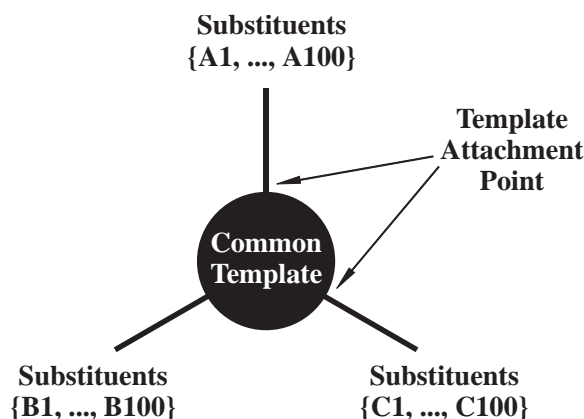 Substituents
{A1, ..., A100}
Template
Attachment
Point
Common
Template
Substituents
{B1, ..., B100}
Substituents
{C1, ..., C100}